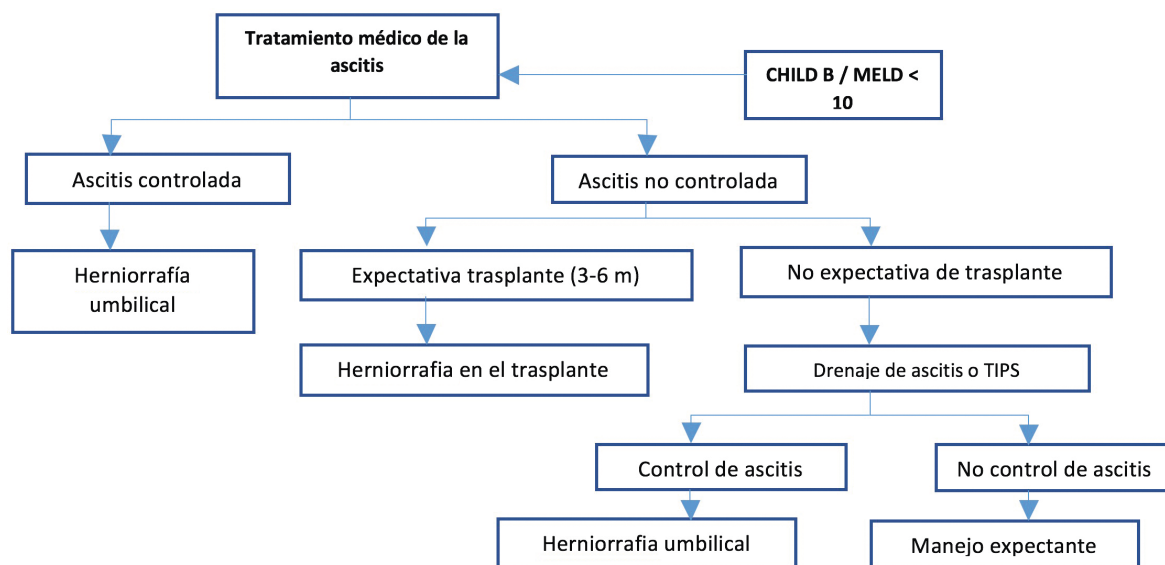 Tratamiento médico de la
ascitis
CHILD B / MELD <
10
Ascitis controlada
Ascitis no controlada
Herniorrafía
umbilical
Expectativa trasplante (3-6 m)
No expectativa de trasplante
Herniorrafia en el trasplante
Drenaje de ascitis o TIPS
Control de ascitis
No control de ascitis
Herniorrafia umbilical
Manejo expectante